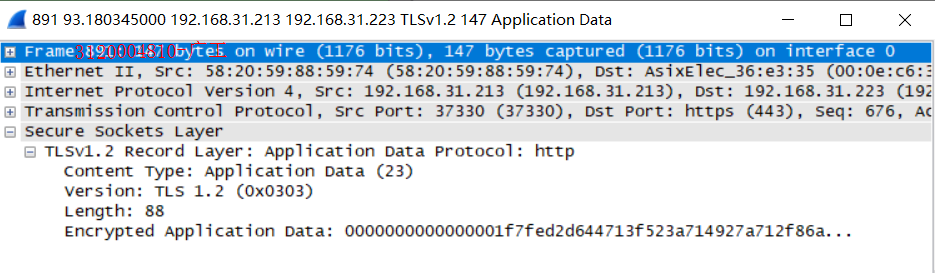 891 93.180345000 192.168.31.213 192.168.31.223 TLSv1.2 147 Application Data
Frame 891: 147 bytes on wire (1176 bits), 147 bytes captured (1176 bits) on interface 0
Ethernet II, Src: 58:20:59:88:59:74 (58:20:59:88:59:74), Dst: AsixElec_36:e3:35 (00:0e:c6:3
Internet Protocol Version 4, Src: 192.168.31.213 (192.168.31.213), Dst: 192.168.31.223 (192
Transmission Control Protocol, Src Port: 37330 (37330), Dst Port: https (443), Seq: 676, Ac
Secure Sockets Layer
TLSv1.2 Record Layer: Application Data Protocol: http
Content Type: Application Data (23)
Version: TLS 1.2 (0x0303)
Length: 88
Encrypted Application Data: 0000000000000001f7fed2d644713f523a714927a712f86a...